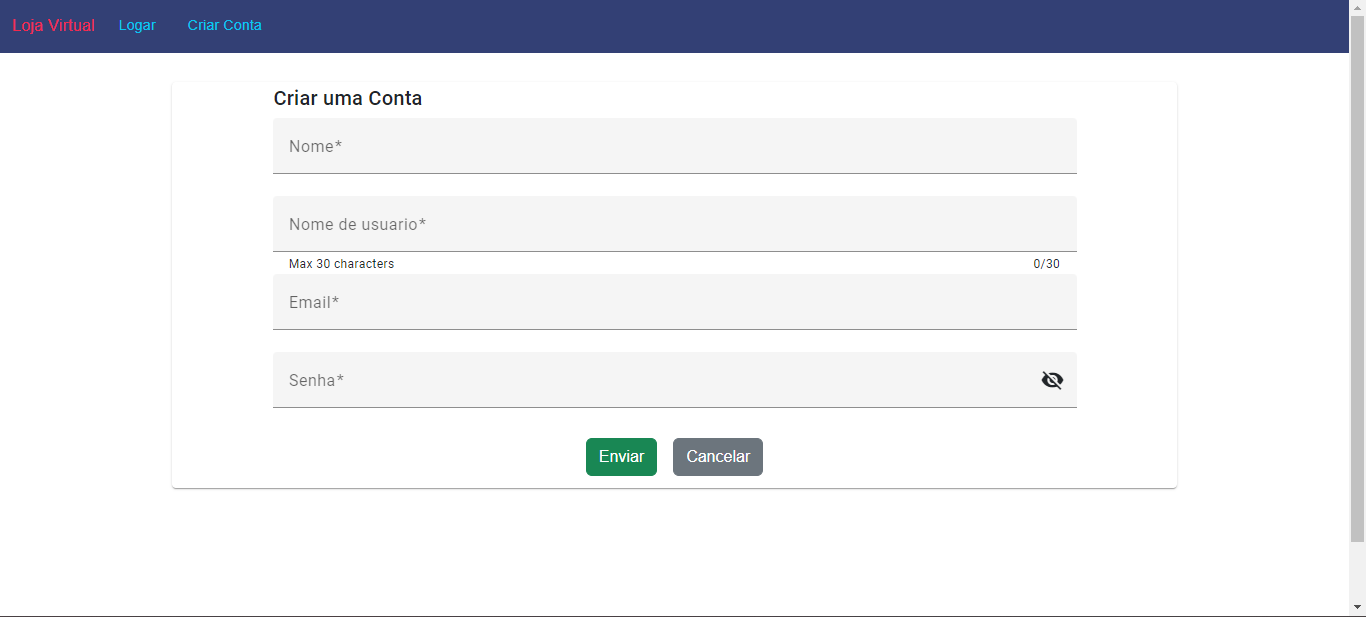 Loja Virtual Logar Criar Conta
Criar uma Conta
Nome*
Nome de usuario*
Max 30 characters 0/30
Email*
Senha*
Enviar Cancelar